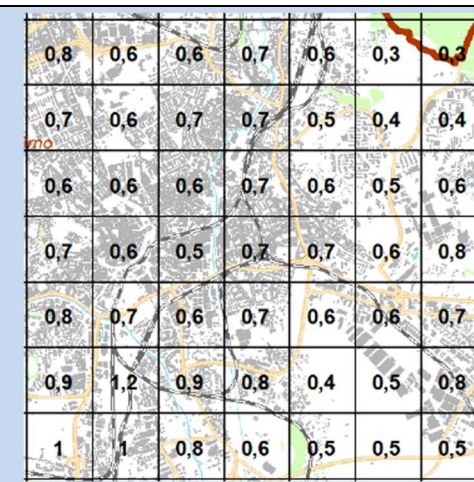 0,8 0,6 0,6 0,7 0,6 0,3 0,3
0,7 0,6 0,7 0,7 0,5 0,4 0,4
rno
0,6 0,6 0,6 0,7 0,6 0,5 0,6
0,7 0,6 0,5 0,7 0,7 0,6 0,8
0,8 0,7 0,6 0,7 0,6 0,6 0,7
0,9 1,2 0,9 0,8 0,4 0,5 0,8
1 1 0,8 0,6 0,5 0,5 0,5